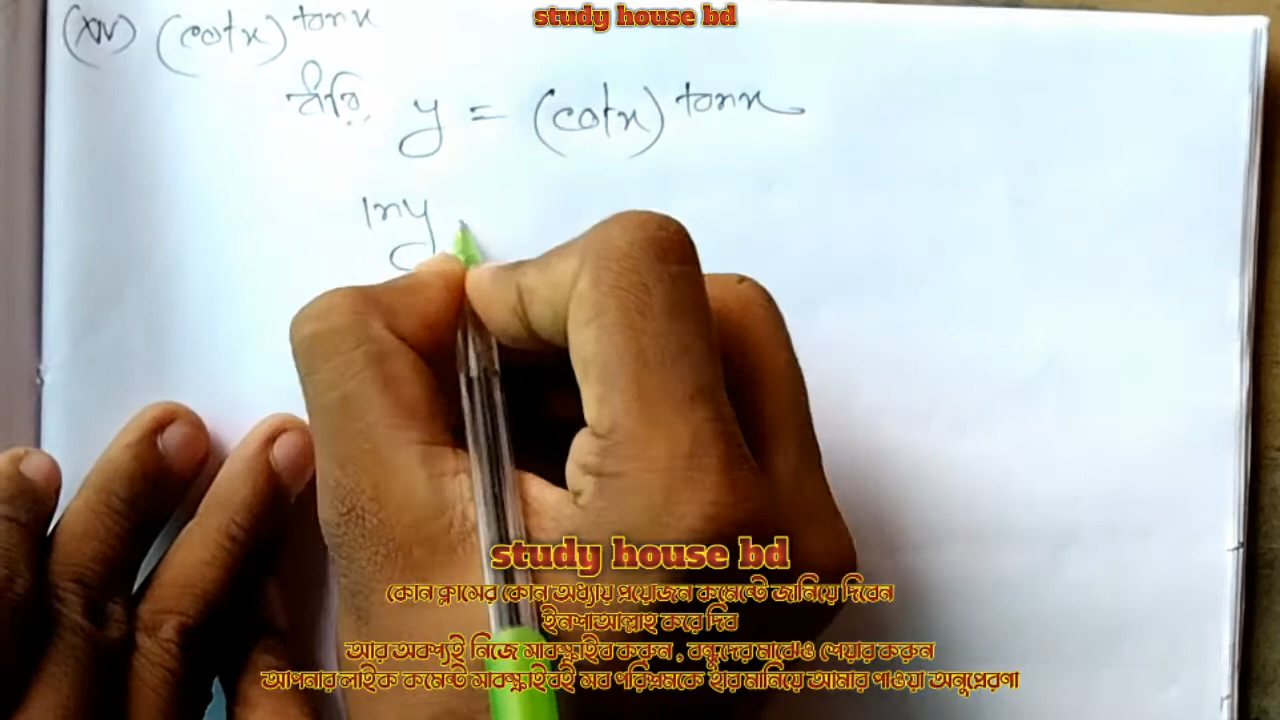 study house bd
(xv) (cotx)^tanx
ধরি, y = (cotx)^tanx
lny
study house bd
কোন ক্লাসের কোন অধ্যায় প্রয়োজন কমেন্টে জানিয়ে দিবেন
ইনশাআল্লাহ করে দিব
আর অবশ্যই নিজে সাবস্ক্রাইব করুন , বন্ধুদের মাঝেও শেয়ার করুন
আপনার লাইক কমেন্ট সাবস্ক্রাইবই সব পরিশ্রমকে হার মানিয়ে আমার পাওয়া অনুপ্রেরণা